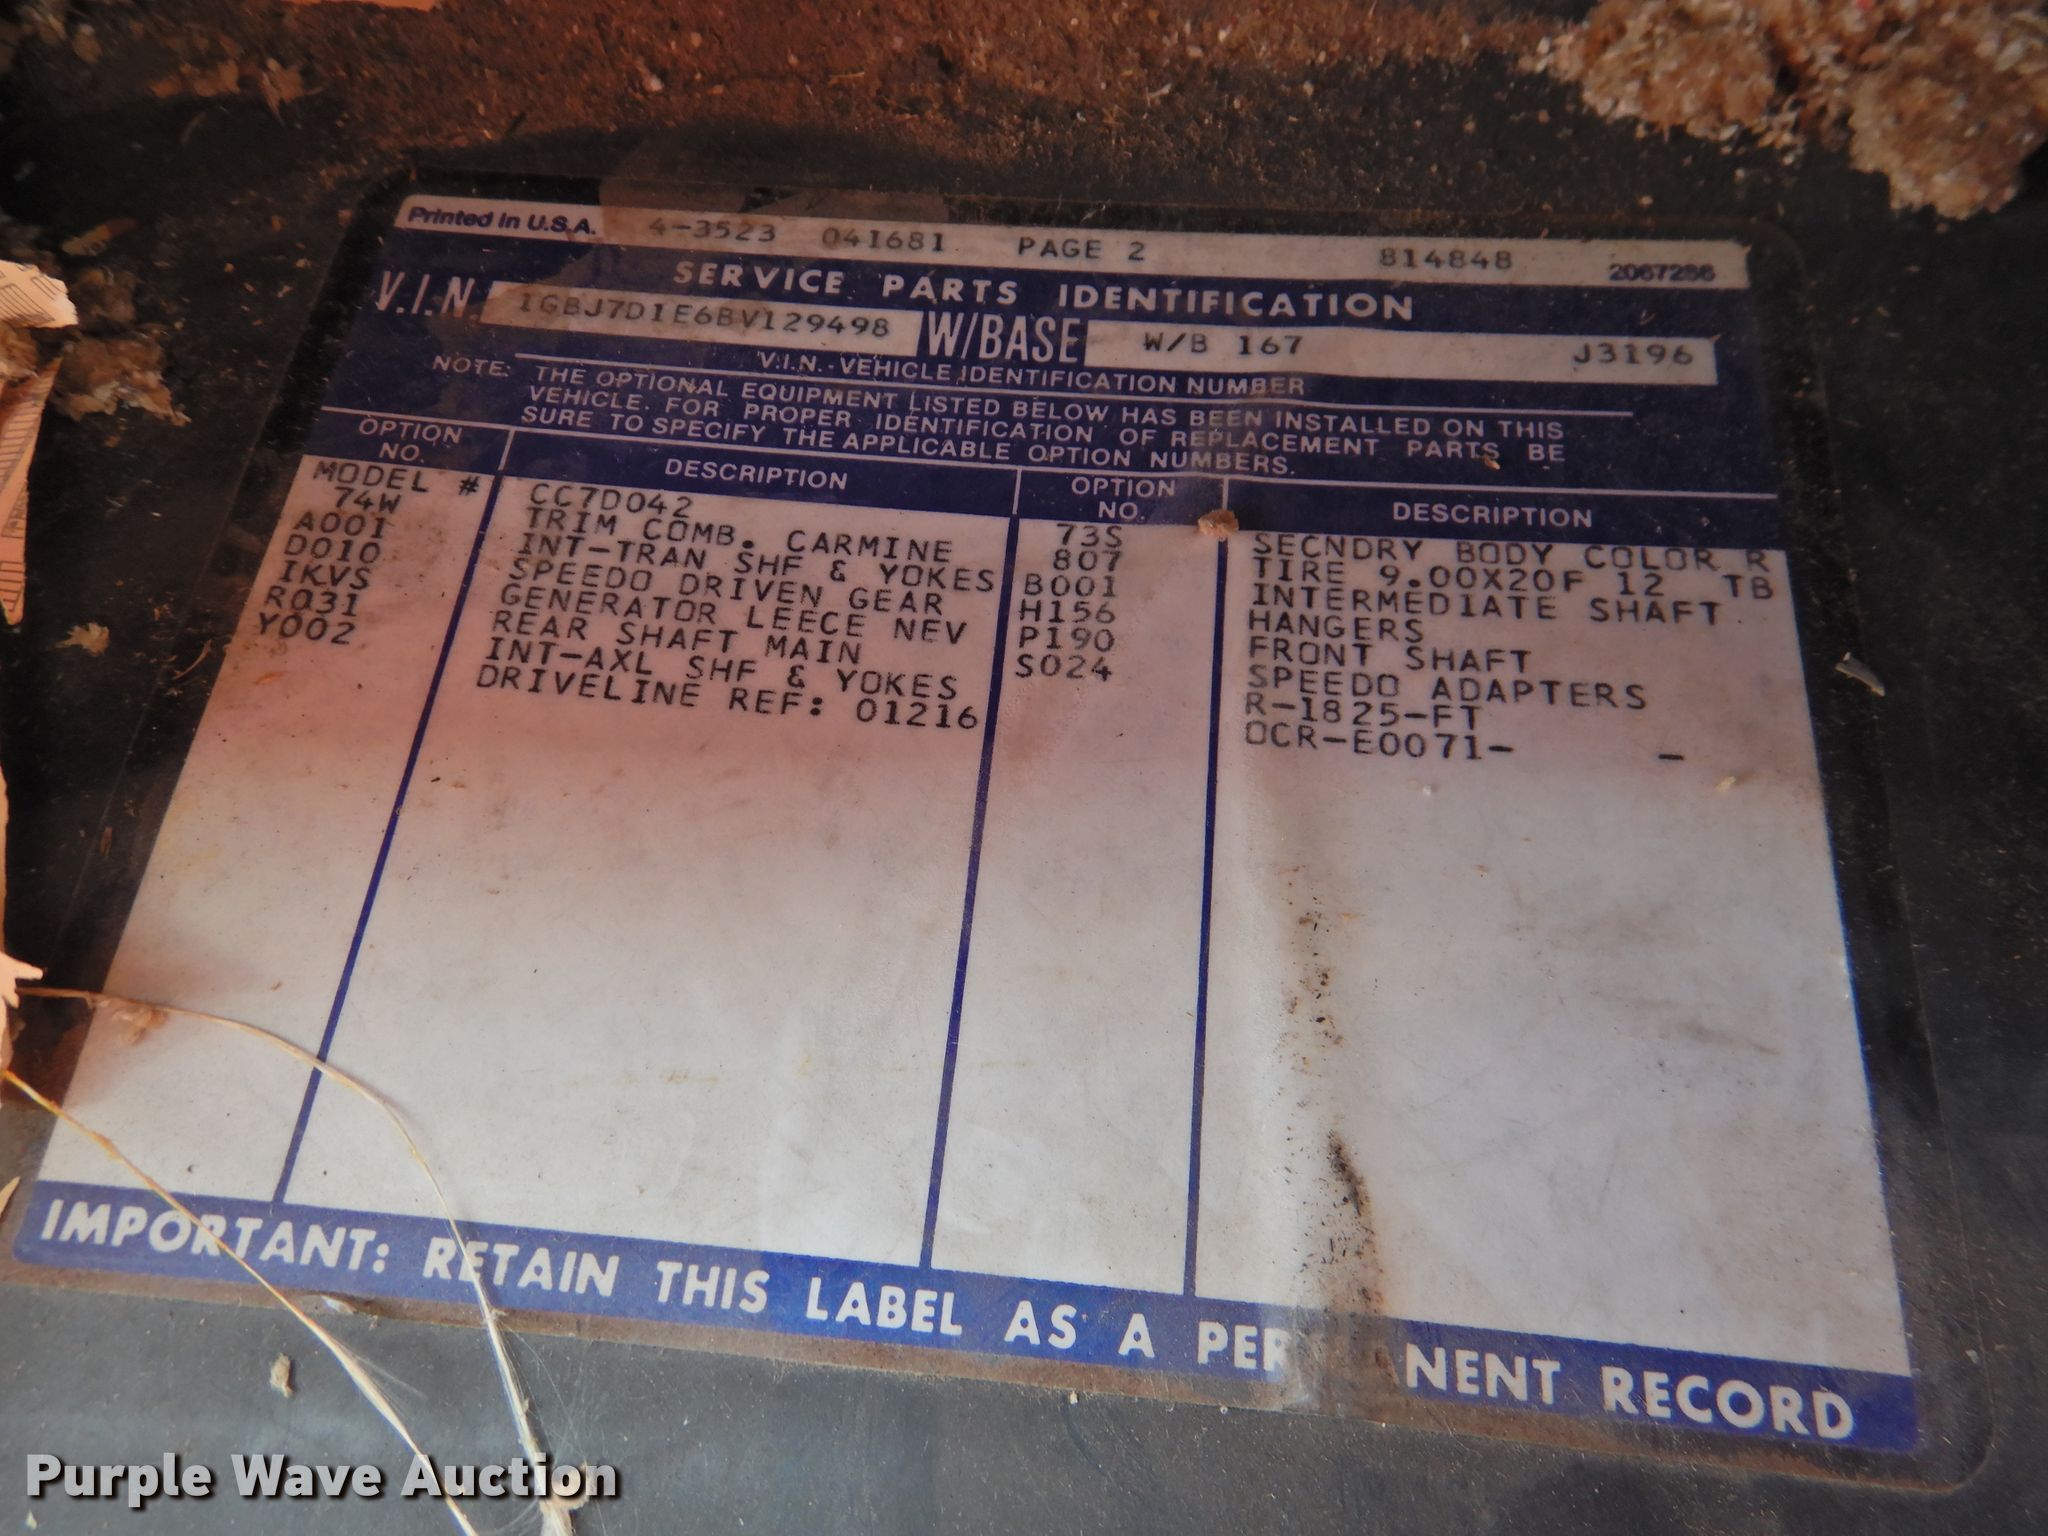 Printed in U.S.A. 4-3523 041681 PAGE 2 814848 2067286
SERVICE PARTS IDENTIFICATION
V.I.N. 1GBJ7D1E6BV129498 W/BASE W/B 167 J3196
V.I.N. - VEHICLE IDENTIFICATION NUMBER
NOTE: THE OPTIONAL EQUIPMENT LISTED BELOW HAS BEEN INSTALLED ON THIS
VEHICLE. FOR PROPER IDENTIFICATION OF REPLACEMENT PARTS BE
SURE TO SPECIFY THE APPLICABLE OPTION NUMBERS.
OPTION NO. DESCRIPTION OPTION NO. DESCRIPTION
MODEL # CC7D042
74W TRIM COMB. CARMINE 73S SECNDRY BODY COLOR R
A001 INT-TRAN SHF & YOKES 807 TIRE 9.00X20F 12 TB
D010 SPEEDO DRIVEN GEAR B001 INTERMEDIATE SHAFT
IKVS GENERATOR LEECE NEV H156 HANGERS
R031 REAR SHAFT MAIN P190 FRONT SHAFT
Y002 INT-AXL SHF & YOKES S024 SPEEDO ADAPTERS
DRIVELINE REF: 01216 R-1825-FT
OCR-E0071- -
IMPORTANT: RETAIN THIS LABEL AS A PER NENT RECORD
Purple Wave Auction